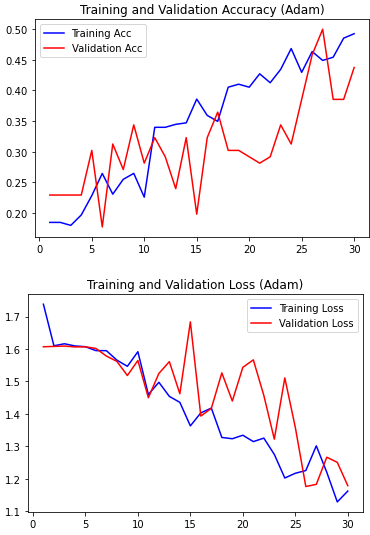 Training and Validation Accuracy (Adam)
0.50
0.45
0.40
0.35
0.30
0.25
0.20
Training Acc
Validation Acc
0 5 10 15 20 25 30
Training and Validation Loss (Adam)
1.7
1.6
1.5
1.4
1.3
1.2
1.1
Training Loss
Validation Loss
0 5 10 15 20 25 30